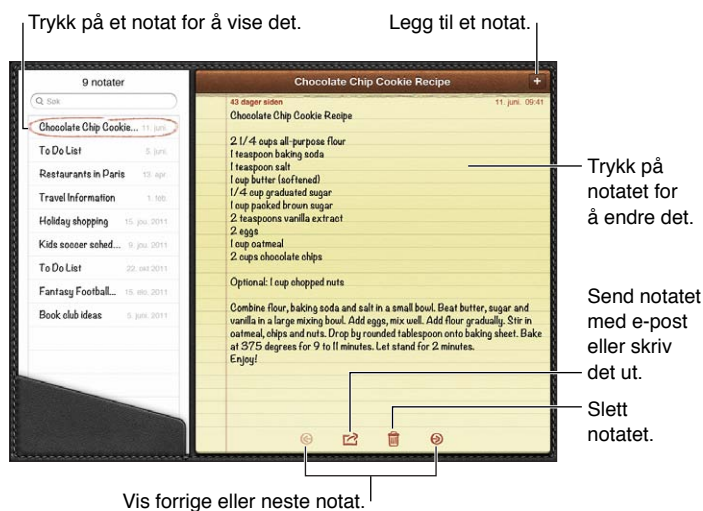 Trykk på et notat for å vise det.
Legg til et notat.
9 notater
Chocolate Chip Cookie Recipe
+
Søk
43 dager siden
11. juni. 09:41
Chocolate Chip Cookie... 11. juni.
To Do List 5. juni.
Restaurants in Paris 13. apr.
Travel Information 1. feb.
Holiday shopping 2011
Kids soccer sched... 2011
To Do List 22. okt 2011
Fantasy Football... 2011
Book club ideas 2011
Chocolate Chip Cookie Recipe
2 1/4 cups all-purpose flour
1 teaspoon baking soda
1 teaspoon salt
1 cup butter (softened)
1/4 cup graduated sugar
1 cup packed brown sugar
2 teaspoons vanilla extract
2 eggs
1 cup oatmeal
2 cups chocolate chips
Optional: 1 cup chopped nuts
Combine flour, baking soda and salt in a small bowl. Beat butter, sugar and
vanilla in a large mixing bowl. Add eggs, mix well. Add flour gradually. Stir in
oatmeal, chips and nuts. Drop by rounded tablespoon onto baking sheet. Bake
at 375 degrees for 9 to 11 minutes. Let stand for 2 minutes.
Enjoy!
Trykk på
notatet for
å endre det.
Send notatet
med e-post
eller skriv
det ut.
Slett
notatet.
Vis forrige eller neste notat.